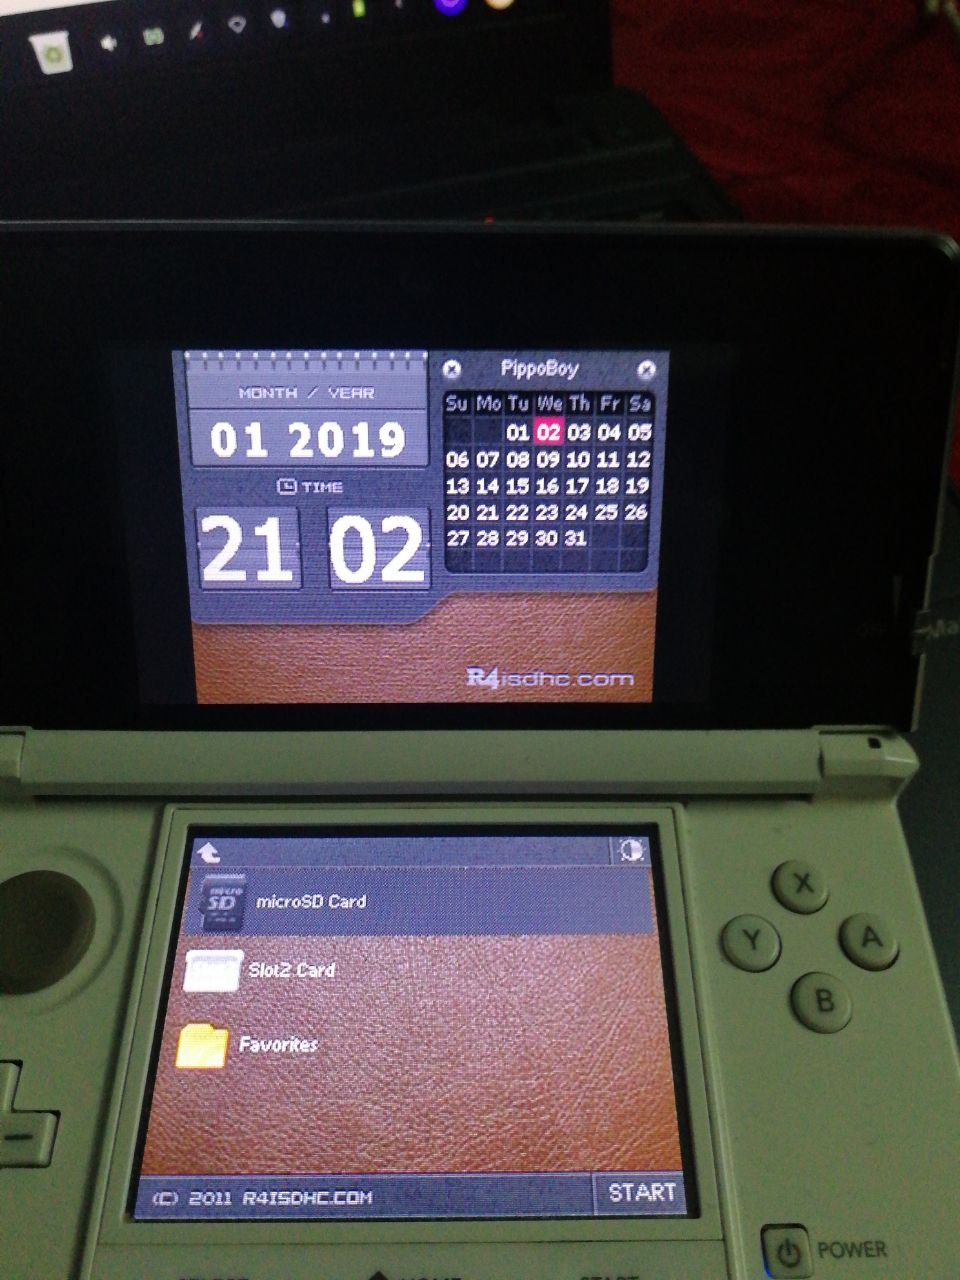 MONTH / YEAR
01 2019
TIME
21 02
PippoBoy
Su Mo Tu We Th Fr Sa
01 02 03 04 05
06 07 08 09 10 11 12
13 14 15 16 17 18 19
20 21 22 23 24 25 26
27 28 29 30 31
R4isdhc.com
micro SD
microSD Card
Slot2 Card
Favorites
(C) 2011 R4ISDHC.COM
START
X
Y
A
B
POWER